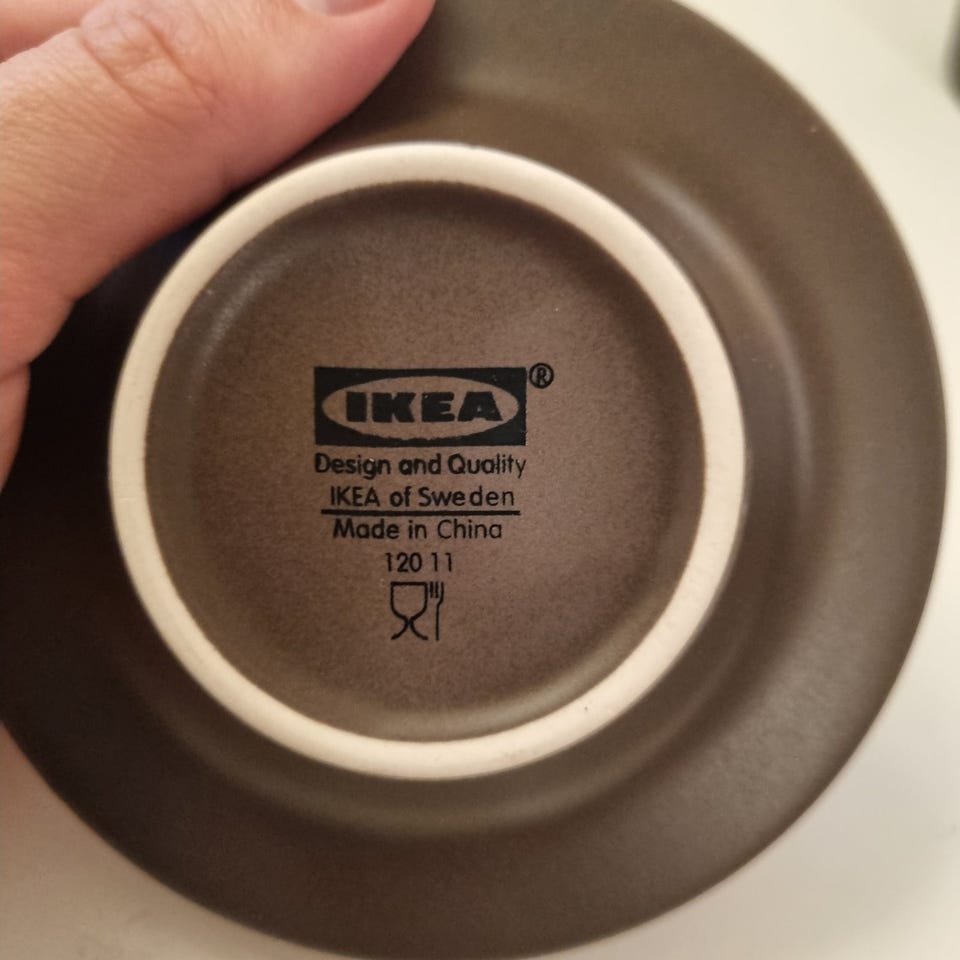 IKEA®
Design and Quality
IKEA of Sweden
Made in China
120 11